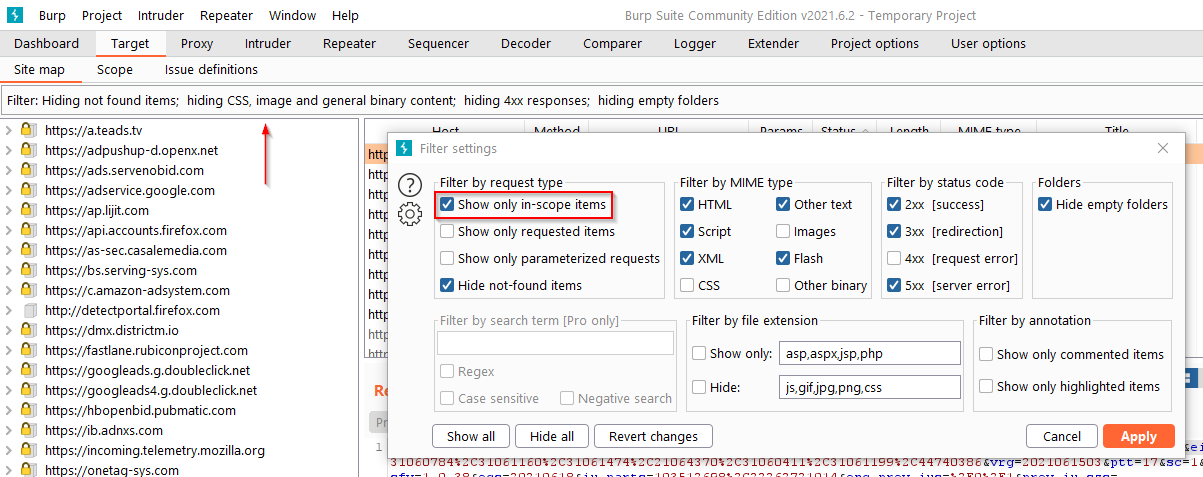 Burp Project Intruder Repeater Window Help Burp Suite Community Edition v2021.6.2 - Temporary Project
Dashboard Target Proxy Intruder Repeater Sequencer Decoder Comparer Logger Extender Project options User options
Site map Scope Issue definitions
Filter: Hiding not found items; hiding CSS, image and general binary content; hiding 4xx responses; hiding empty folders
https://a.teads.tv
https://adpushup-d.openx.net
https://ads.servenobid.com
https://adservice.google.com
https://ap.lijit.com
https://api.accounts.firefox.com
https://as-sec.casalemedia.com
https://bs.serving-sys.com
https://c.amazon-adsystem.com
http://detectportal.firefox.com
https://dmx.districtm.io
https://fastlane.rubiconproject.com
https://googleads.g.doubleclick.net
https://googleads4.g.doubleclick.net
https://hbopenbid.pubmatic.com
https://ib.adnxs.com
https://incoming.telemetry.mozilla.org
https://onetag-sys.com
Host Method URL Params Status Length MIME type Title
Filter settings
Filter by request type
Show only in-scope items
Show only requested items
Show only parameterized requests
Hide not-found items
Filter by MIME type
HTML Other text
Script Images
XML Flash
CSS Other binary
Filter by status code
2xx [success]
3xx [redirection]
4xx [request error]
5xx [server error]
Folders
Hide empty folders
Filter by search term [Pro only]
Regex
Case sensitive Negative search
Filter by file extension
Show only: asp,aspx,jsp,php
Hide: js,gif,jpg,png,css
Filter by annotation
Show only commented items
Show only highlighted items
Show all Hide all Revert changes Cancel Apply
1
31060784%2C31061160%2C31061474%2C21064370%2C31060411%2C31061199%2C44740386&vrg=2021061503&ptt=17&sc=1&